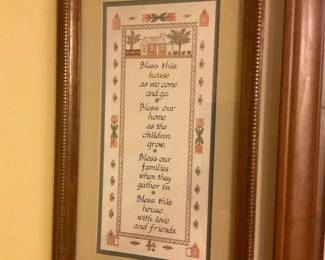 Bless this
house
as we come
and go.
Bless our
home
as the
children
grow.
Bless our
families
when they
gather in.
Bless this
house
with love
and friends.